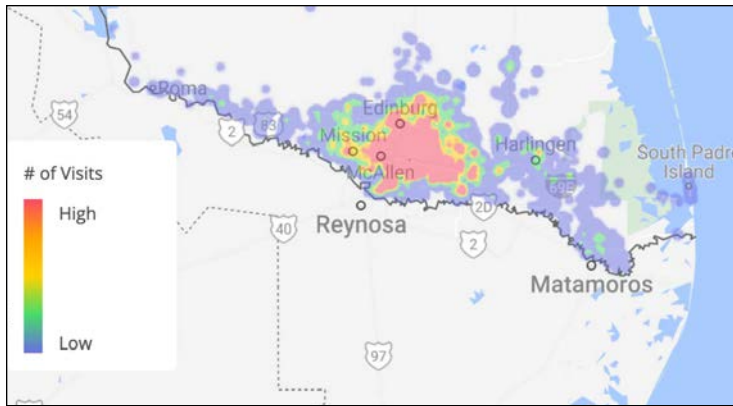 Roma
54
2
83
Edinburg
Mission
McAllen
Harlingen
South Padre
Island
69E
# of Visits
High
Low
2D
Reynosa
40
2
Matamoros
97